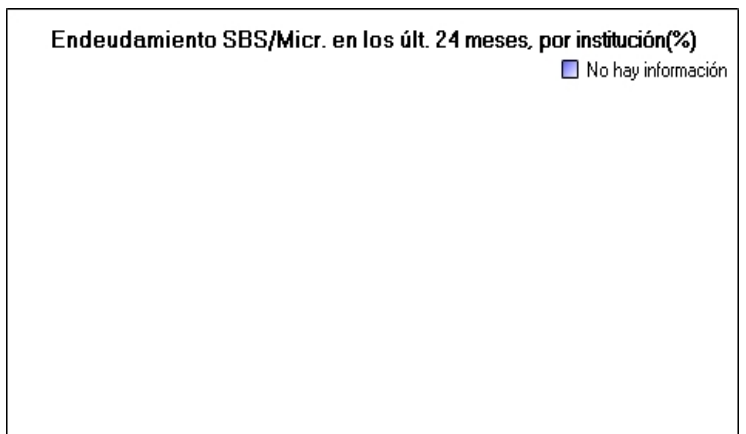 Endeudamiento SBS/Micr. en los últ. 24 meses, por institución(%)
No hay información